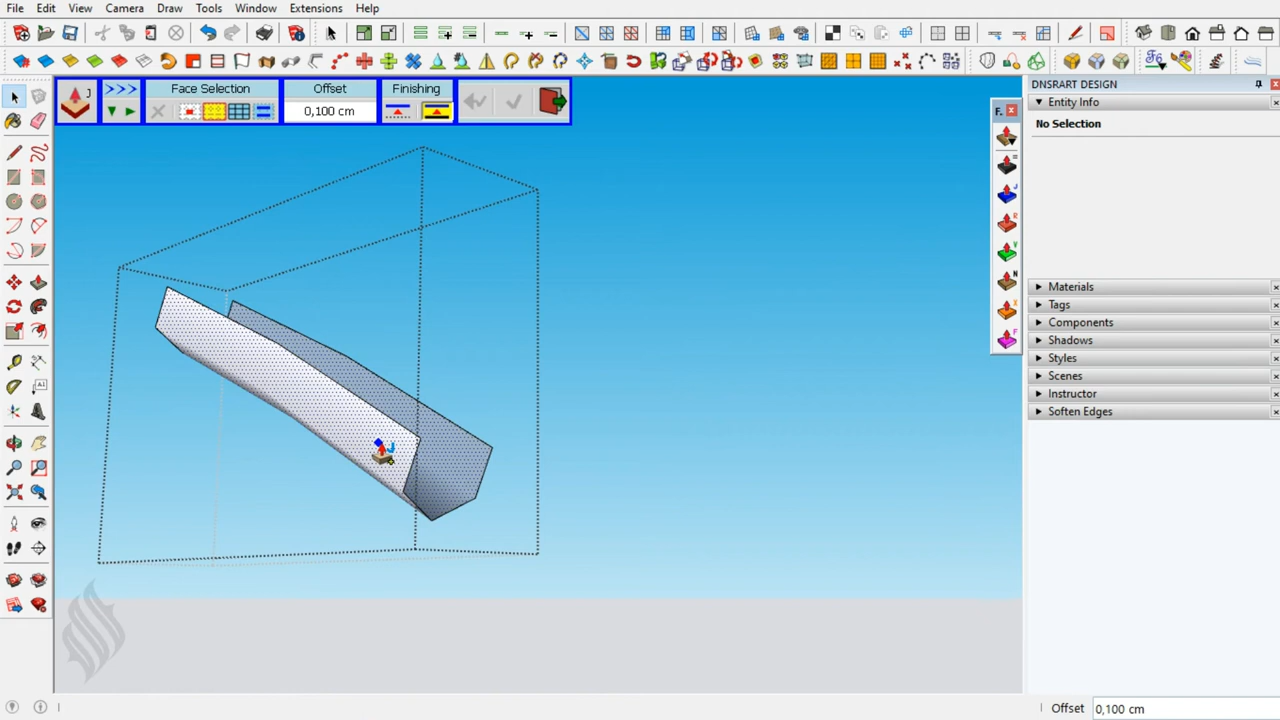 File Edit View Camera Draw Tools Window Extensions Help
J
>>>
Face Selection
Offset
0,100 cm
Finishing
DNSRART DESIGN
Entity Info
No Selection
F.
J
R
V
N
X
F
Materials
Tags
Components
Shadows
Styles
Scenes
Instructor
Soften Edges
A1
Offset 0,100 cm